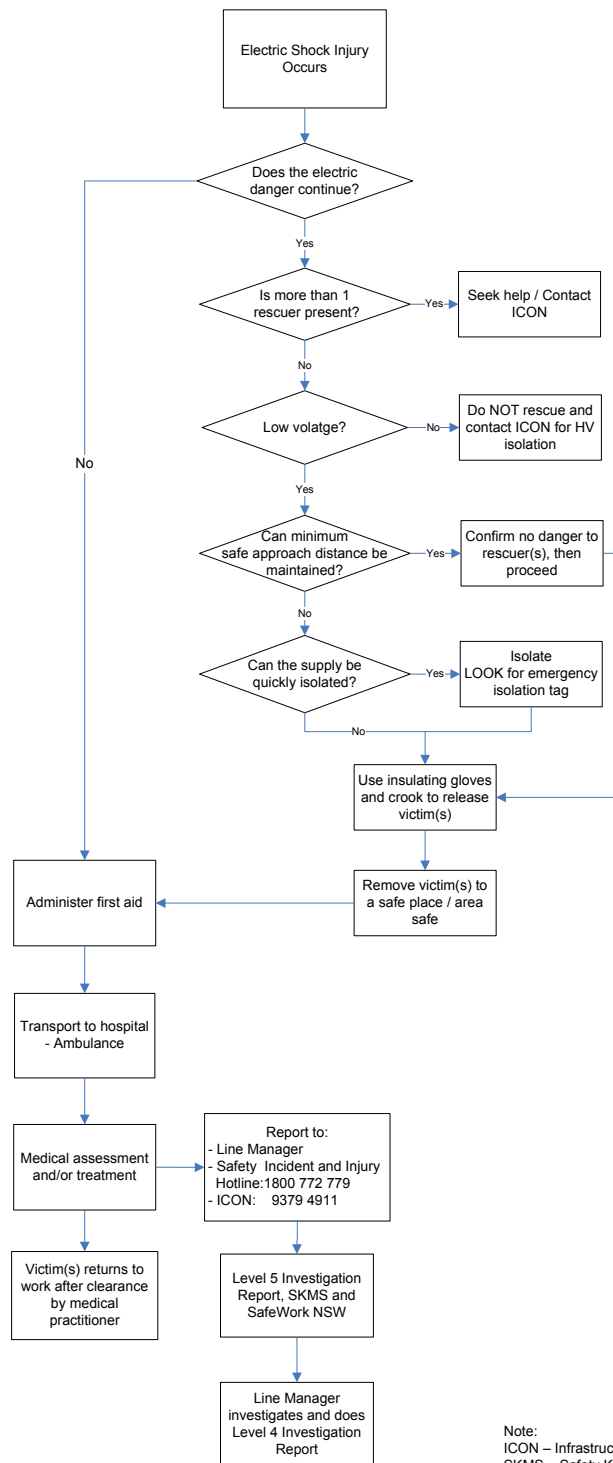 Electric Shock Injury
Occurs
Does the electric
danger continue?
Yes
Is more than 1
rescuer present?
Yes
Seek help / Contact
ICON
No
Low volatge?
No
Do NOT rescue and
contact ICON for HV
isolation
No
Yes
Can minimum
safe approach distance be
maintained?
Yes
Confirm no danger to
rescuer(s), then
proceed
No
Can the supply be
quickly isolated?
Yes
Isolate
LOOK for emergency
isolation tag
No
Use insulating gloves
and crook to release
victim(s)
Administer first aid
Remove victim(s) to
a safe place / area
safe
Transport to hospital
- Ambulance
Medical assessment
and/or treatment
Report to:
- Line Manager
- Safety Incident and Injury
Hotline:1800 772 779
- ICON: 9379 4911
Victim(s) returns to
work after clearance
by medical
practitioner
Level 5 Investigation
Report, SKMS and
SafeWork NSW
Line Manager
investigates and does
Level 4 Investigation
Report
Note:
ICON –